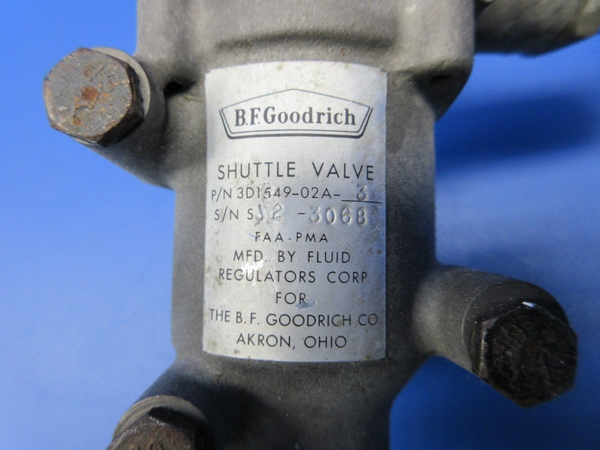 B.F.Goodrich
SHUTTLE VALVE
P/N 3D1549-02A-3
S/N S12-3068
FAA-PMA
MFD. BY FLUID
REGULATORS CORP.
FOR
THE B.F. GOODRICH CO.
AKRON, OHIO